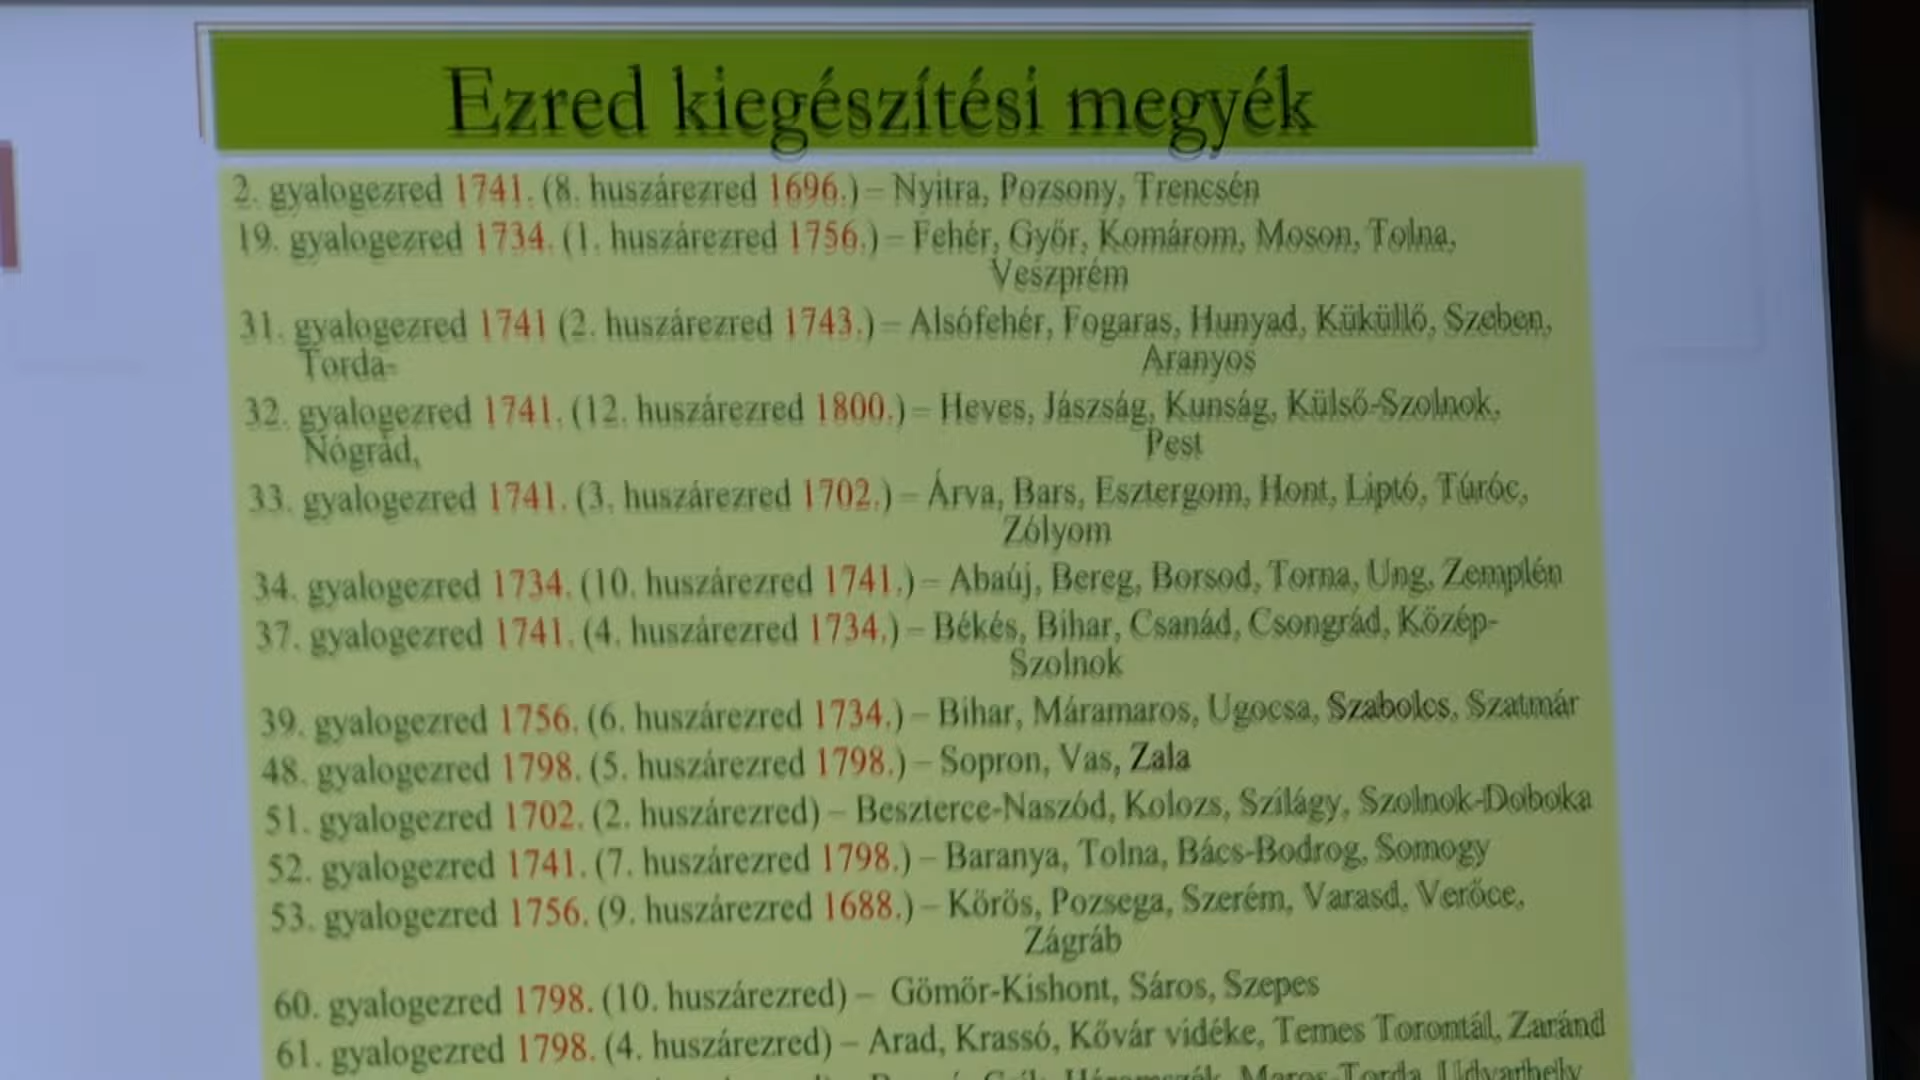 Ezred kiegészítési megyék
2. gyalogezred 1741. (8. huszárezred 1696.) – Nyitra, Pozsony, Trencsén
19. gyalogezred 1734. (1. huszárezred 1756.) – Fehér, Győr, Komárom, Moson, Tolna,
Veszprém
31. gyalogezred 1741 (2. huszárezred 1743.) – Alsófehér, Fogaras, Hunyad, Küküllő, Szeben,
Torda- Aranyos
32. gyalogezred 1741. (12. huszárezred 1800.) – Heves, Jászság, Kunság, Külső-Szolnok,
Nógrád, Pest
33. gyalogezred 1741. (3. huszárezred 1702.) – Árva, Bars, Esztergom, Hont, Liptó, Túróc,
Zólyom
34. gyalogezred 1734. (10. huszárezred 1741.) – Abaúj, Bereg, Borsod, Torna, Ung, Zemplén
37. gyalogezred 1741. (4. huszárezred 1734.) – Békés, Bihar, Csanád, Csongrád, Közép-
Szolnok
39. gyalogezred 1756. (6. huszárezred 1734.) – Bihar, Máramaros, Ugocsa, Szabolcs, Szatmár
48. gyalogezred 1798. (5. huszárezred 1798.) – Sopron, Vas, Zala
51. gyalogezred 1702. (2. huszárezred) – Beszterce-Naszód, Kolozs, Szilágy, Szolnok-Doboka
52. gyalogezred 1741. (7. huszárezred 1798.) – Baranya, Tolna, Bács-Bodrog, Somogy
53. gyalogezred 1756. (9. huszárezred 1688.) – Körös, Pozsega, Szerém, Varasd, Verőce,
Zágráb
60. gyalogezred 1798. (10. huszárezred) – Gömör-Kishont, Sáros, Szepes
61. gyalogezred 1798. (4. huszárezred) – Arad, Krassó, Kővár vidéke, Temes Torontál, Zaránd
Maros-Torda, Udvarhely